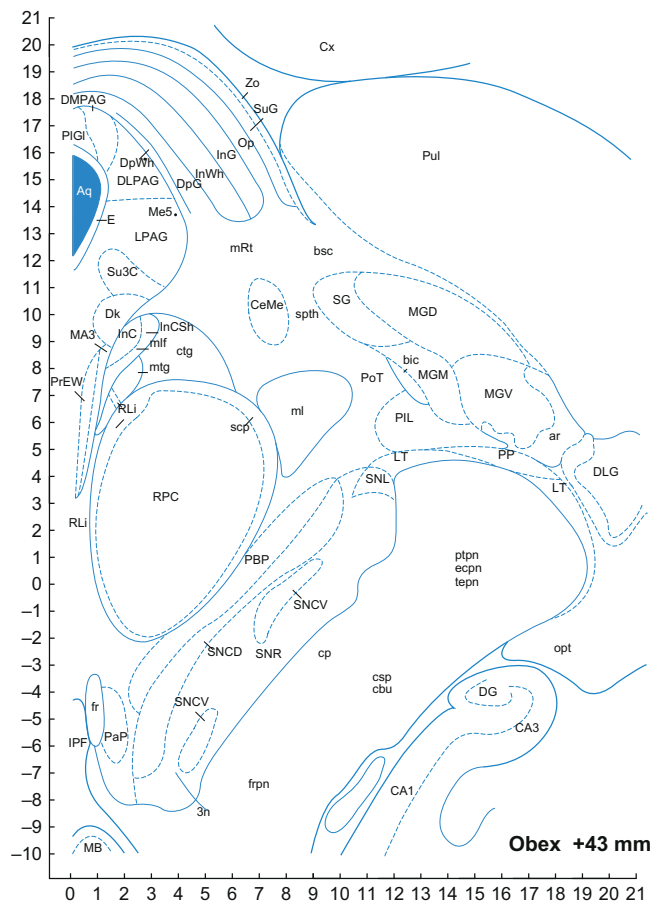 21
20
19
18
17
16
15
14
13
12
11
10
9
8
7
6
5
4
3
2
1
0
–1
–2
–3
–4
–5
–6
–7
–8
–9
–10
Cx
Zo
SuG
DMPAG
PlGl
Op
InG
Pul
DpWh
InWh
DLPAG
DpG
Aq
Me5
E
LPAG
mRt
bsc
Su3C
CeMe
SG
MGD
spth
Dk
InCSh
InC
MA3
mlf
ctg
bic
mtg
PoT
MGM
PrEW
MGV
RLi
ml
PIL
scp
ar
LT
PP
DLG
SNL
LT
RPC
RLi
PBP
ptpn
ecpn
tepn
SNCV
SNCD
SNR
cp
opt
csp
cbu
SNCV
DG
fr
CA3
IPF
PaP
frpn
CA1
3n
MB
Obex +43 mm
0 1 2 3 4 5 6 7 8 9 10 11 12 13 14 15 16 17 18 19 20 21